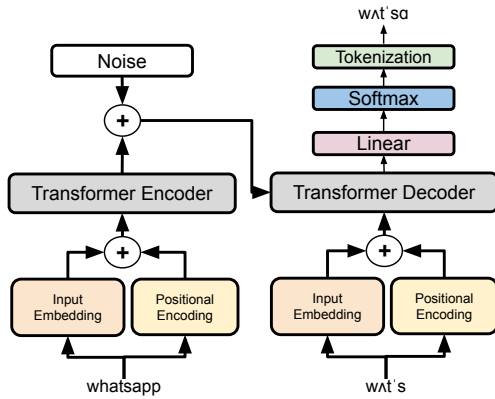 wʌtˈsɑ
Noise
Tokenization
Softmax
+
Linear
Transformer Encoder
Transformer Decoder
+
+
Input Embedding
Positional Encoding
Input Embedding
Positional Encoding
whatsapp
wʌtˈs